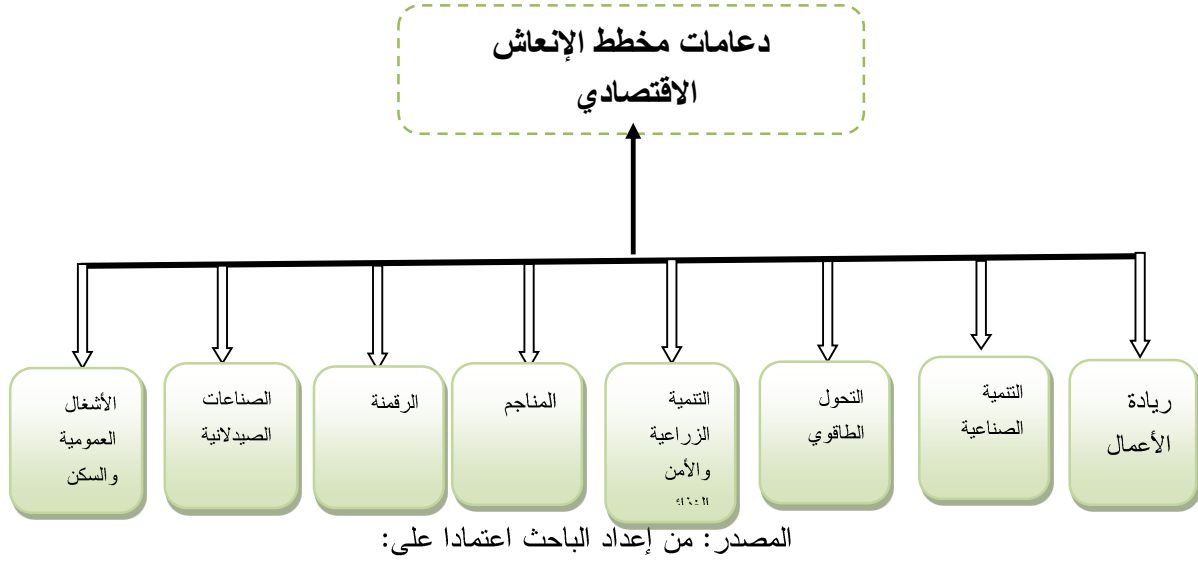 دعامات مخطط الإنعاش
الاقتصادي
ريادة
الأعمال
التنمية
الصناعية
التحول
الطاقوي
التنمية
الزراعية
والأمن
المناجم
الرقمنة
الصناعات
الصيدلانية
الأشغال
العمومية
والسكن
المصدر: من إعداد الباحث اعتمادا على: